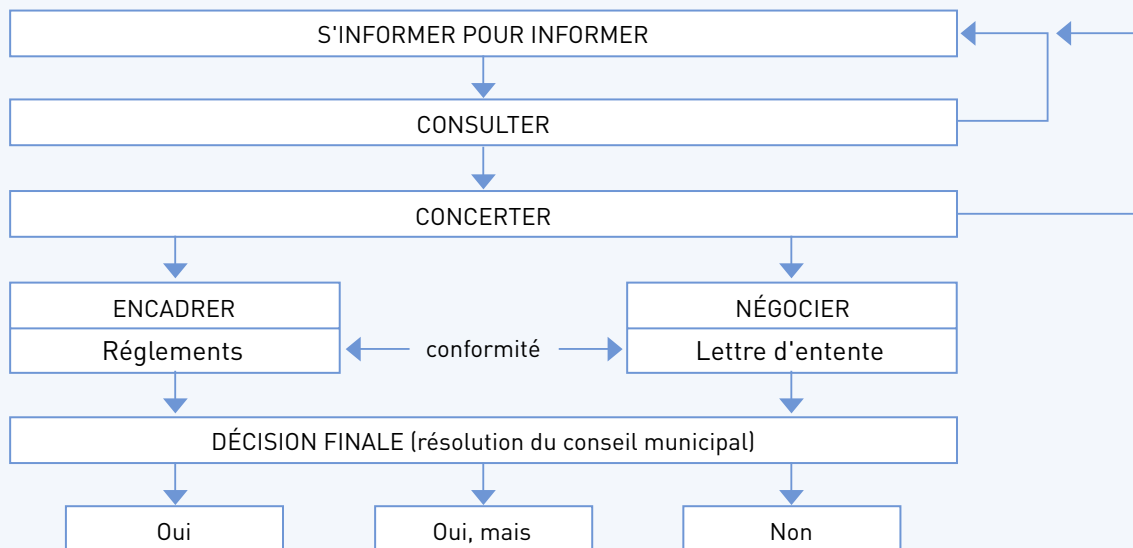 S'INFORMER POUR INFORMER
CONSULTER
CONCERTER
ENCADRER
NÉGOCIER
Réglements
conformité
Lettre d'entente
DÉCISION FINALE (résolution du conseil municipal)
Oui
Oui, mais
Non